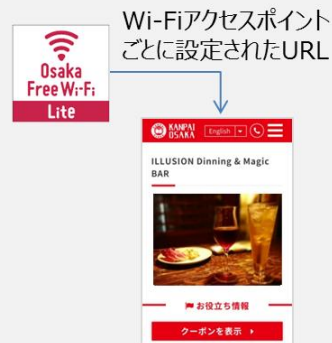 Wi-Fiアクセスポイント
ごとに設定されたURL
Osaka
Free Wi-Fi
Lite
KANPAI
OSAKA
English
ILLUSION Dinning & Magic
BAR
お役立ち情報
クーポンを表示